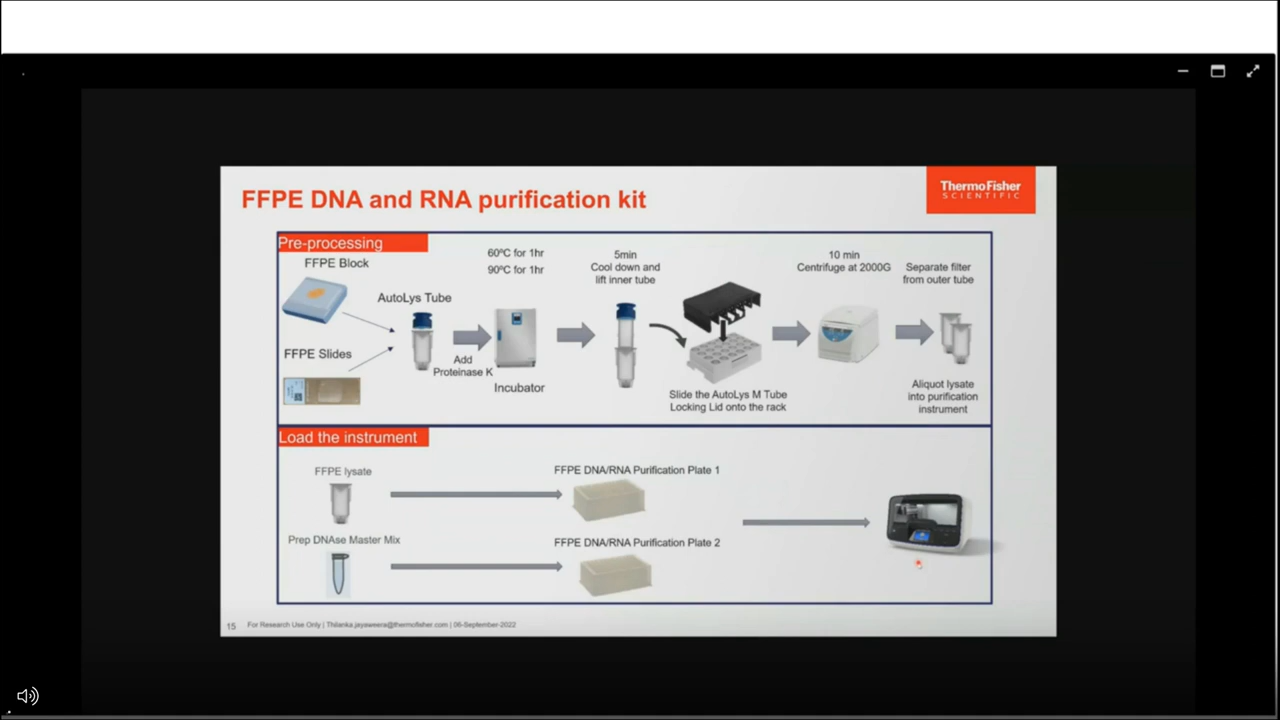 FFPE DNA and RNA purification kit
ThermoFisher
SCIENTIFIC
Pre-processing
FFPE Block
FFPE Slides
AutoLys Tube
Add
Proteinase K
60ºC for 1hr
90ºC for 1hr
Incubator
5min
Cool down and
lift inner tube
Slide the AutoLys M Tube
Locking Lid onto the rack
10 min
Centrifuge at 2000G
Separate filter
from outer tube
Aliquot lysate
into purification
instrument
Load the instrument
FFPE lysate
FFPE DNA/RNA Purification Plate 1
Prep DNAse Master Mix
FFPE DNA/RNA Purification Plate 2
15 For Research Use Only | Thilanka.jayaweera@thermofisher.com | 06-September-2022